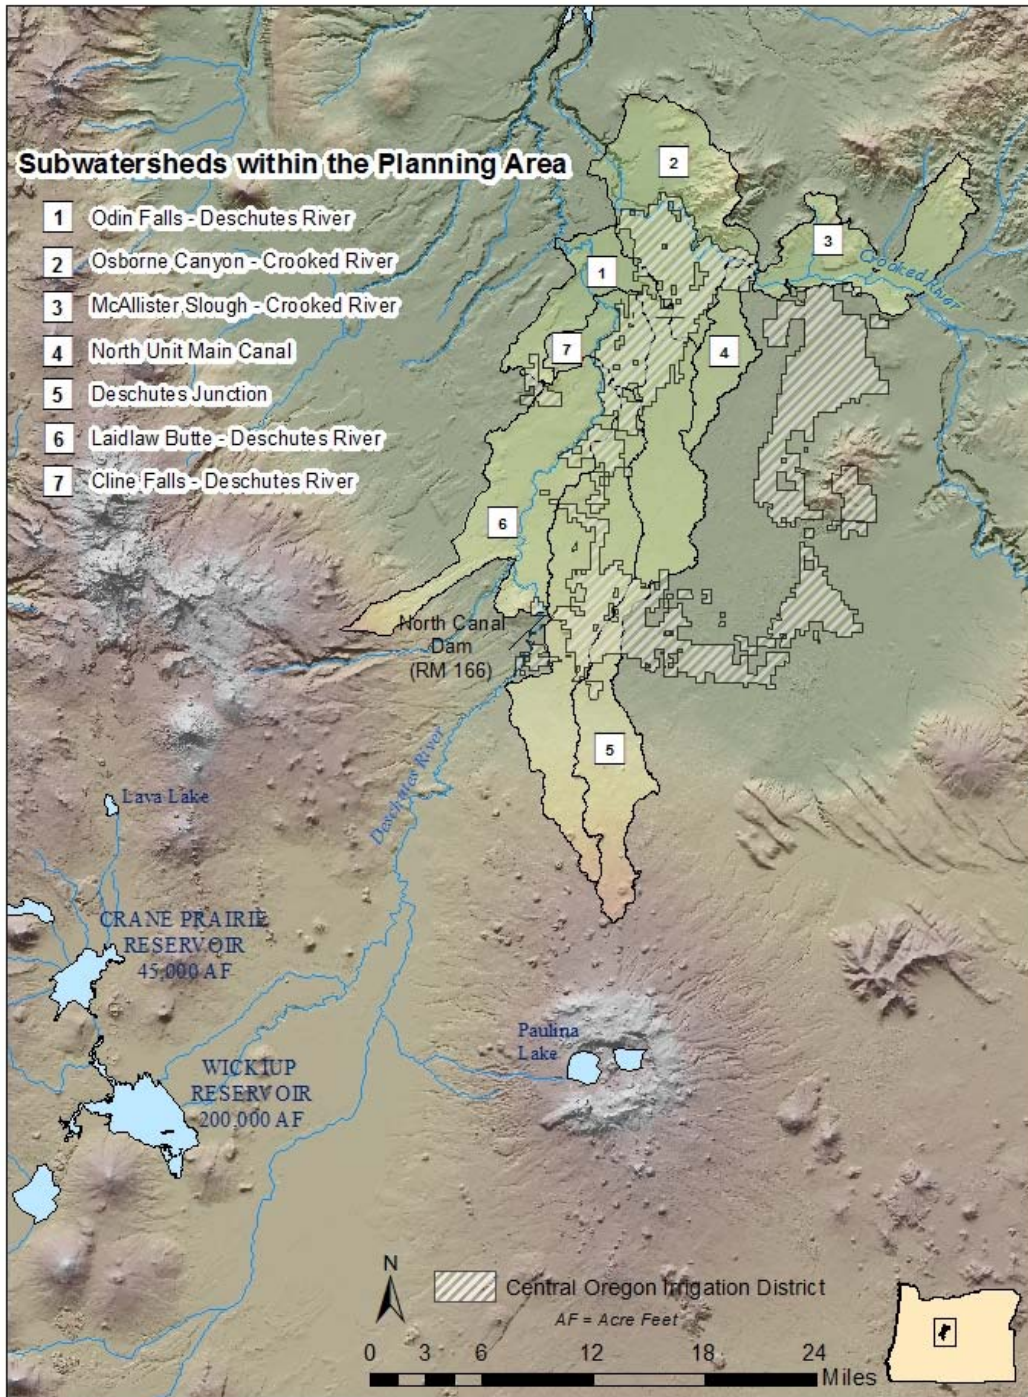 Subwatersheds within the Planning Area
1 Odin Falls - Deschutes River
2 Osborne Canyon - Crooked River
3 McAllister Slough - Crooked River
4 North Unit Main Canal
5 Deschutes Junction
6 Laidlaw Butte - Deschutes River
7 Cline Falls - Deschutes River
2
3
1
Crooked River
7
4
6
North Canal
Dam
(RM 166)
5
Deschutes River
Lava Lake
CRANE PRAIRIE
RESERVOIR
45,000 AF
Paulina
Lake
WICKIUP
RESERVOIR
200,000 AF
N
Central Oregon Irrigation District
AF = Acre Feet
0 3 6 12 18 24
Miles